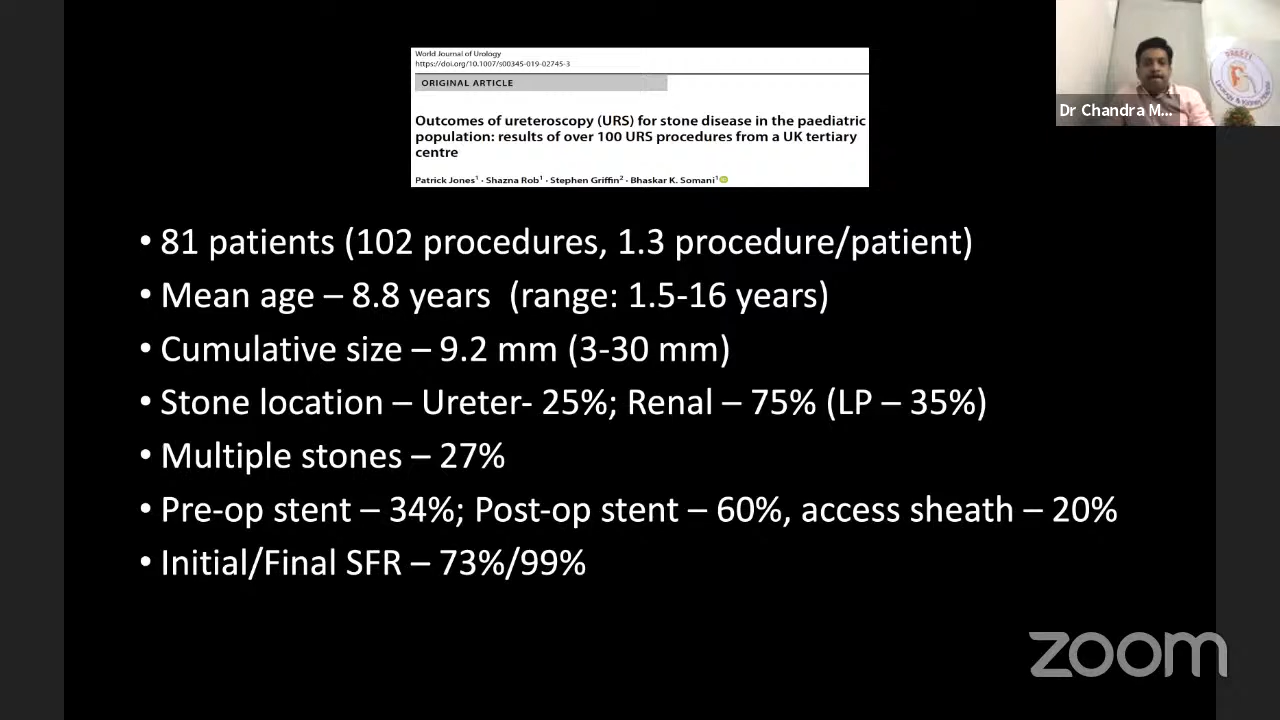 World Journal of Urology
https://doi.org/10.1007/s00345-019-02745-3
ORIGINAL ARTICLE
Outcomes of ureteroscopy (URS) for stone disease in the paediatric
population: results of over 100 URS procedures from a UK tertiary
centre
Patrick Jones¹ · Shazna Rob¹ · Stephen Griffin² · Bhaskar K. Somani¹
Dr Chandra M...
• 81 patients (102 procedures, 1.3 procedure/patient)
• Mean age – 8.8 years (range: 1.5-16 years)
• Cumulative size – 9.2 mm (3-30 mm)
• Stone location – Ureter- 25%; Renal – 75% (LP – 35%)
• Multiple stones – 27%
• Pre-op stent – 34%; Post-op stent – 60%, access sheath – 20%
• Initial/Final SFR – 73%/99%
zoom